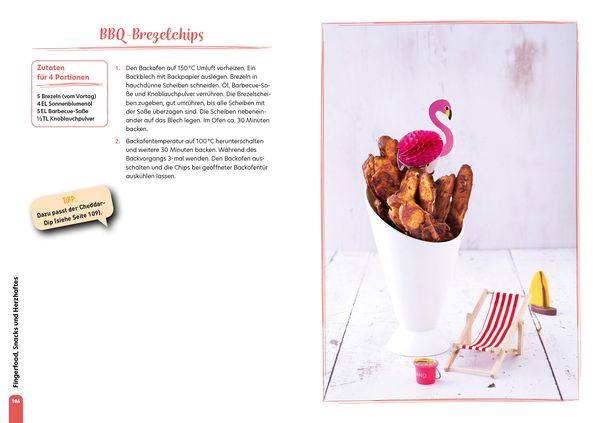 BBQ-Brezelchips
Zutaten
für 4 Portionen
5 Brezeln (vom Vortag)
4 EL Sonnenblumenöl
5 EL Barbecue-Soße
½ TL Knoblauchpulver
1. Den Backofen auf 150 °C Umluft vorheizen. Ein
Backblech mit Backpapier auslegen. Brezeln in
hauchdünne Scheiben schneiden. Öl, Barbecue-So-
ße und Knoblauchpulver verrühren. Die Brezelschei-
ben zugeben, gut umrühren, bis alle Scheiben mit
der Soße überzogen sind. Die Scheiben nebenein-
ander auf das Blech legen. Im Ofen ca. 30 Minuten
backen.
2. Backofentemperatur auf 100 °C herunterschalten
und weitere 30 Minuten backen. Während des
Backvorgangs 3-mal wenden. Den Backofen aus-
schalten und die Chips bei geöffneter Backofentür
auskühlen lassen.
TIPP:
Dazu passt der Cheddar-
Dip (siehe Seite 109).
Fingerfood, Snacks und Herzhaftes
106